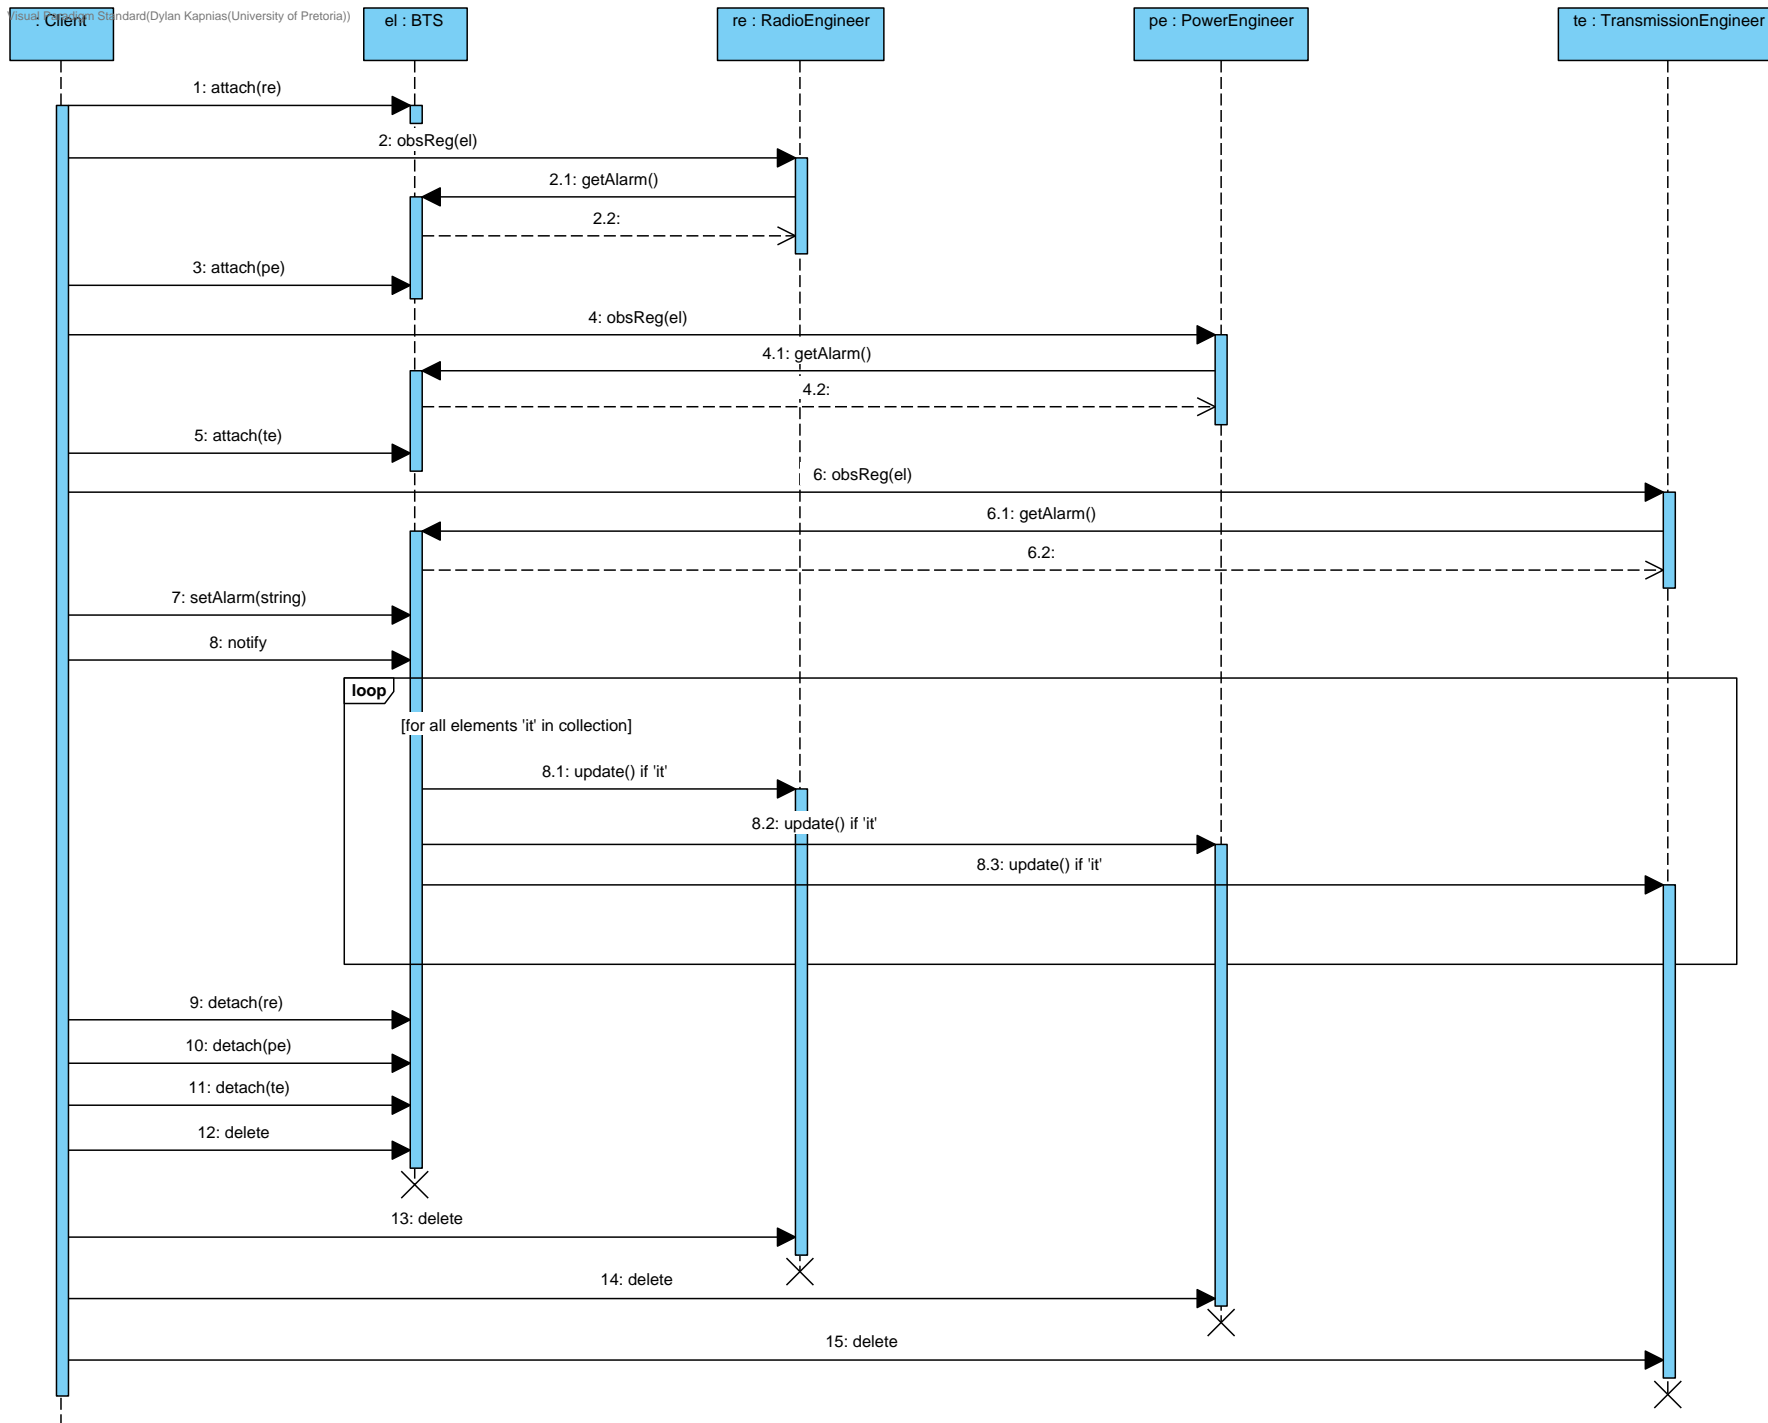 Visual Paradigm Standard(Dylan Kapnias(University of Pretoria))
: Client
el : BTS
re : RadioEngineer
pe : PowerEngineer
te : TransmissionEngineer
1: attach(re)
2: obsReg(el)
2.1: getAlarm()
2.2:
3: attach(pe)
4: obsReg(el)
4.1: getAlarm()
4.2:
5: attach(te)
6: obsReg(el)
6.1: getAlarm()
6.2:
7: setAlarm(string)
8: notify
loop
[for all elements 'it' in collection]
8.1: update() if 'it'
8.2: update() if 'it'
8.3: update() if 'it'
9: detach(re)
10: detach(pe)
11: detach(te)
12: delete
13: delete
14: delete
15: delete